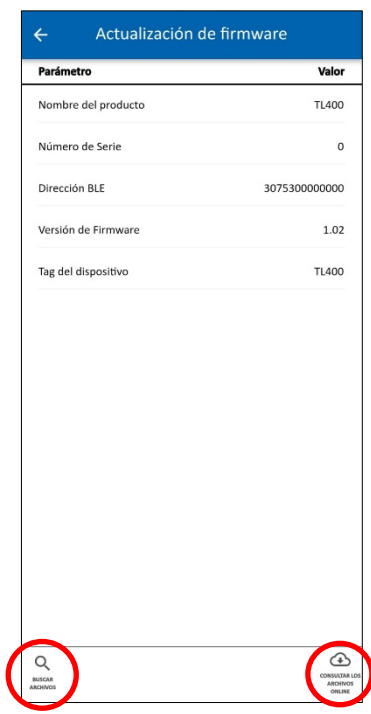 Actualización de firmware
Parámetro Valor
Nombre del producto TL400
Número de Serie 0
Dirección BLE 3075300000000
Versión de Firmware 1.02
Tag del dispositivo TL400
BUSCAR
ARCHIVOS
CONSULTAR LOS
ARCHIVOS
ONLINE